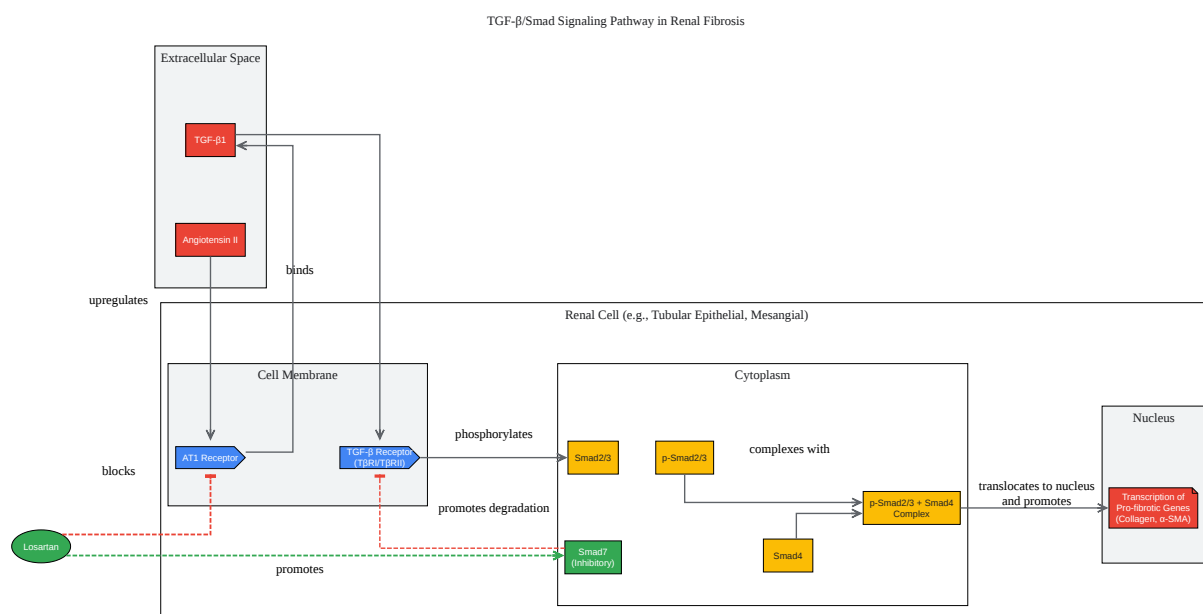 TGF-β/Smad Signaling Pathway in Renal Fibrosis
Extracellular Space
TGF-β1
Angiotensin II
binds
upregulates
Renal Cell (e.g., Tubular Epithelial, Mesangial)
Cell Membrane
AT1 Receptor
TGF-β Receptor
(TβRI/TβRII)
phosphorylates
blocks
promotes degradation
Losartan
promotes
Cytoplasm
Smad2/3
p-Smad2/3
complexes with
p-Smad2/3 + Smad4
Complex
Smad7
(Inhibitory)
Smad4
translocates to nucleus
and promotes
Nucleus
Transcription of
Pro-fibrotic Genes
(Collagen, α-SMA)